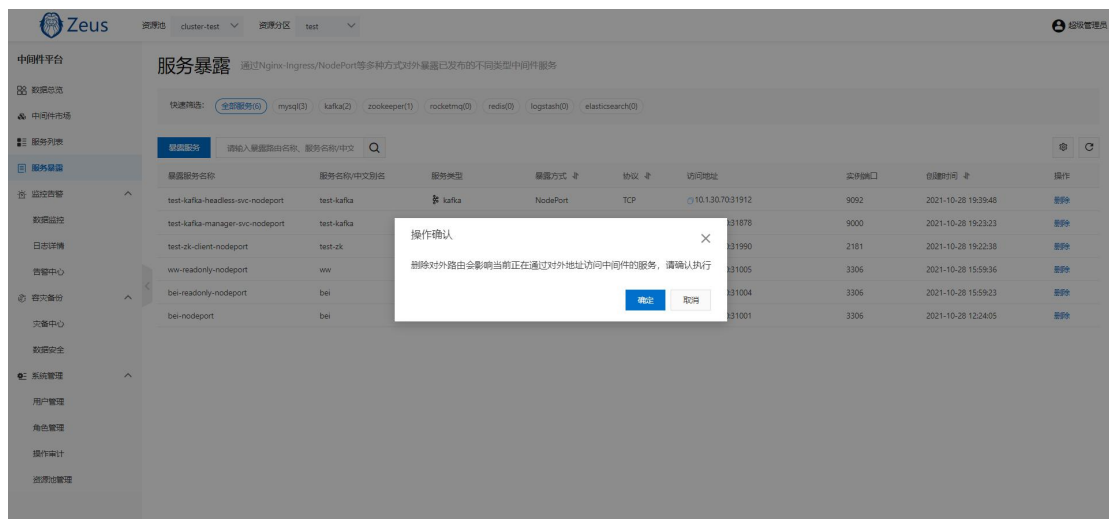 Zeus 资源池 cluster-test 资源分区 test 超级管理员
中间件平台
数据总览
中间件市场
服务列表
服务暴露
监控告警
数据监控
日志详情
告警中心
容灾备份
灾备中心
数据安全
系统管理
用户管理
角色管理
操作审计
资源池管理
服务暴露 通过Nginx-Ingress/NodePort等多种方式对外暴露已发布的不同类型中间件服务
快速筛选: 全部服务(6) mysql(3) kafka(2) zookeeper(1) rocketmq(0) redis(0) logstash(0) elasticsearch(0)
暴露服务 请输入暴露路由名称、服务名称/中文
暴露服务名称 服务名称/中文别名 服务类型 暴露方式 协议 访问地址 实例端口 创建时间 操作
test-kafka-headless-svc-nodeport test-kafka kafka NodePort TCP 10.1.30.70:31912 9092 2021-10-28 19:39:48 删除
test-kafka-manager-svc-nodeport test-kafka :31878 9000 2021-10-28 19:23:23 删除
test-zk-client-nodeport test-zk :31990 2181 2021-10-28 19:22:38 删除
ww-readonly-nodeport ww :31005 3306 2021-10-28 15:59:36 删除
bei-readonly-nodeport bei :31004 3306 2021-10-28 15:59:23 删除
bei-nodeport bei :31001 3306 2021-10-28 12:24:05 删除
操作确认
删除对外路由会影响当前正在通过对外地址访问中间件的服务，请确认执行
确定 取消